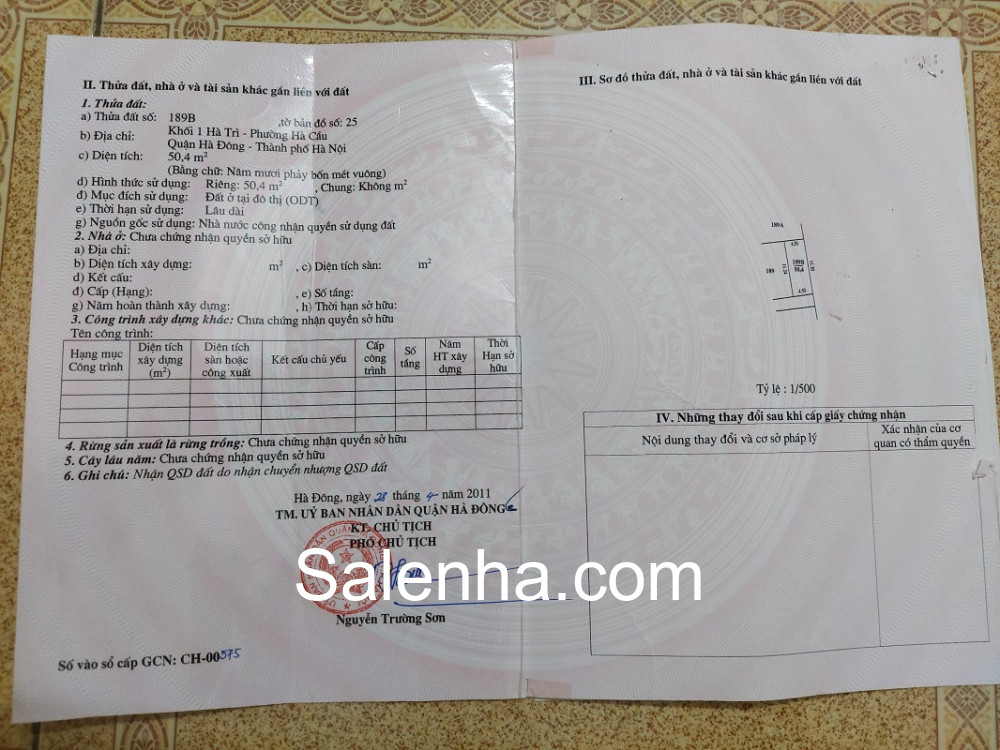 II. Thửa đất, nhà ở và tài sản khác gắn liền với đất
1. Thửa đất:
a) Thửa đất số: 189B ,tờ bản đồ số: 25
b) Địa chỉ: Khối 1 Hà Trì - Phường Hà Cầu
Quận Hà Đông - Thành phố Hà Nội
c) Diện tích: 50,4 m²
(Bằng chữ: Năm mươi phảy bốn mét vuông)
d) Hình thức sử dụng: Riêng: 50,4 m² , Chung: Không m²
đ) Mục đích sử dụng: Đất ở tại đô thị (ODT)
e) Thời hạn sử dụng: Lâu dài
g) Nguồn gốc sử dụng: Nhà nước công nhận quyền sử dụng đất
2. Nhà ở: Chưa chứng nhận quyền sở hữu
a) Địa chỉ:
b) Diện tích xây dựng: m² , c) Diện tích sàn: m²
d) Kết cấu:
đ) Cấp (Hạng): , e) Số tầng:
g) Năm hoàn thành xây dựng: , h) Thời hạn sở hữu:
3. Công trình xây dựng khác: Chưa chứng nhận quyền sở hữu
Tên công trình:
Hạng mục Công trình | Diện tích xây dựng (m²) | Diện tích sàn hoặc công xuất | Kết cấu chủ yếu | Cấp công trình | Số tầng | Năm HT xây dựng | Thời Hạn sở hữu
4. Rừng sản xuất là rừng trồng: Chưa chứng nhận quyền sở hữu
5. Cây lâu năm: Chưa chứng nhận quyền sở hữu
6. Ghi chú: Nhận QSD đất do nhận chuyển nhượng QSD đất
Hà Đông, ngày 28 tháng 4 năm 2011
TM. UỶ BAN NHÂN DÂN QUẬN HÀ ĐÔNG
KT. CHỦ TỊCH
PHÓ CHỦ TỊCH
Salenha.com
Nguyễn Trường Sơn
Số vào sổ cấp GCN: CH-00575
III. Sơ đồ thửa đất, nhà ở và tài sản khác gắn liền với đất
189A
4.50
189
189B
50,4
4.50
Tỷ lệ : 1/500
IV. Những thay đổi sau khi cấp giấy chứng nhận
Nội dung thay đổi và cơ sở pháp lý | Xác nhận của cơ quan có thẩm quyền